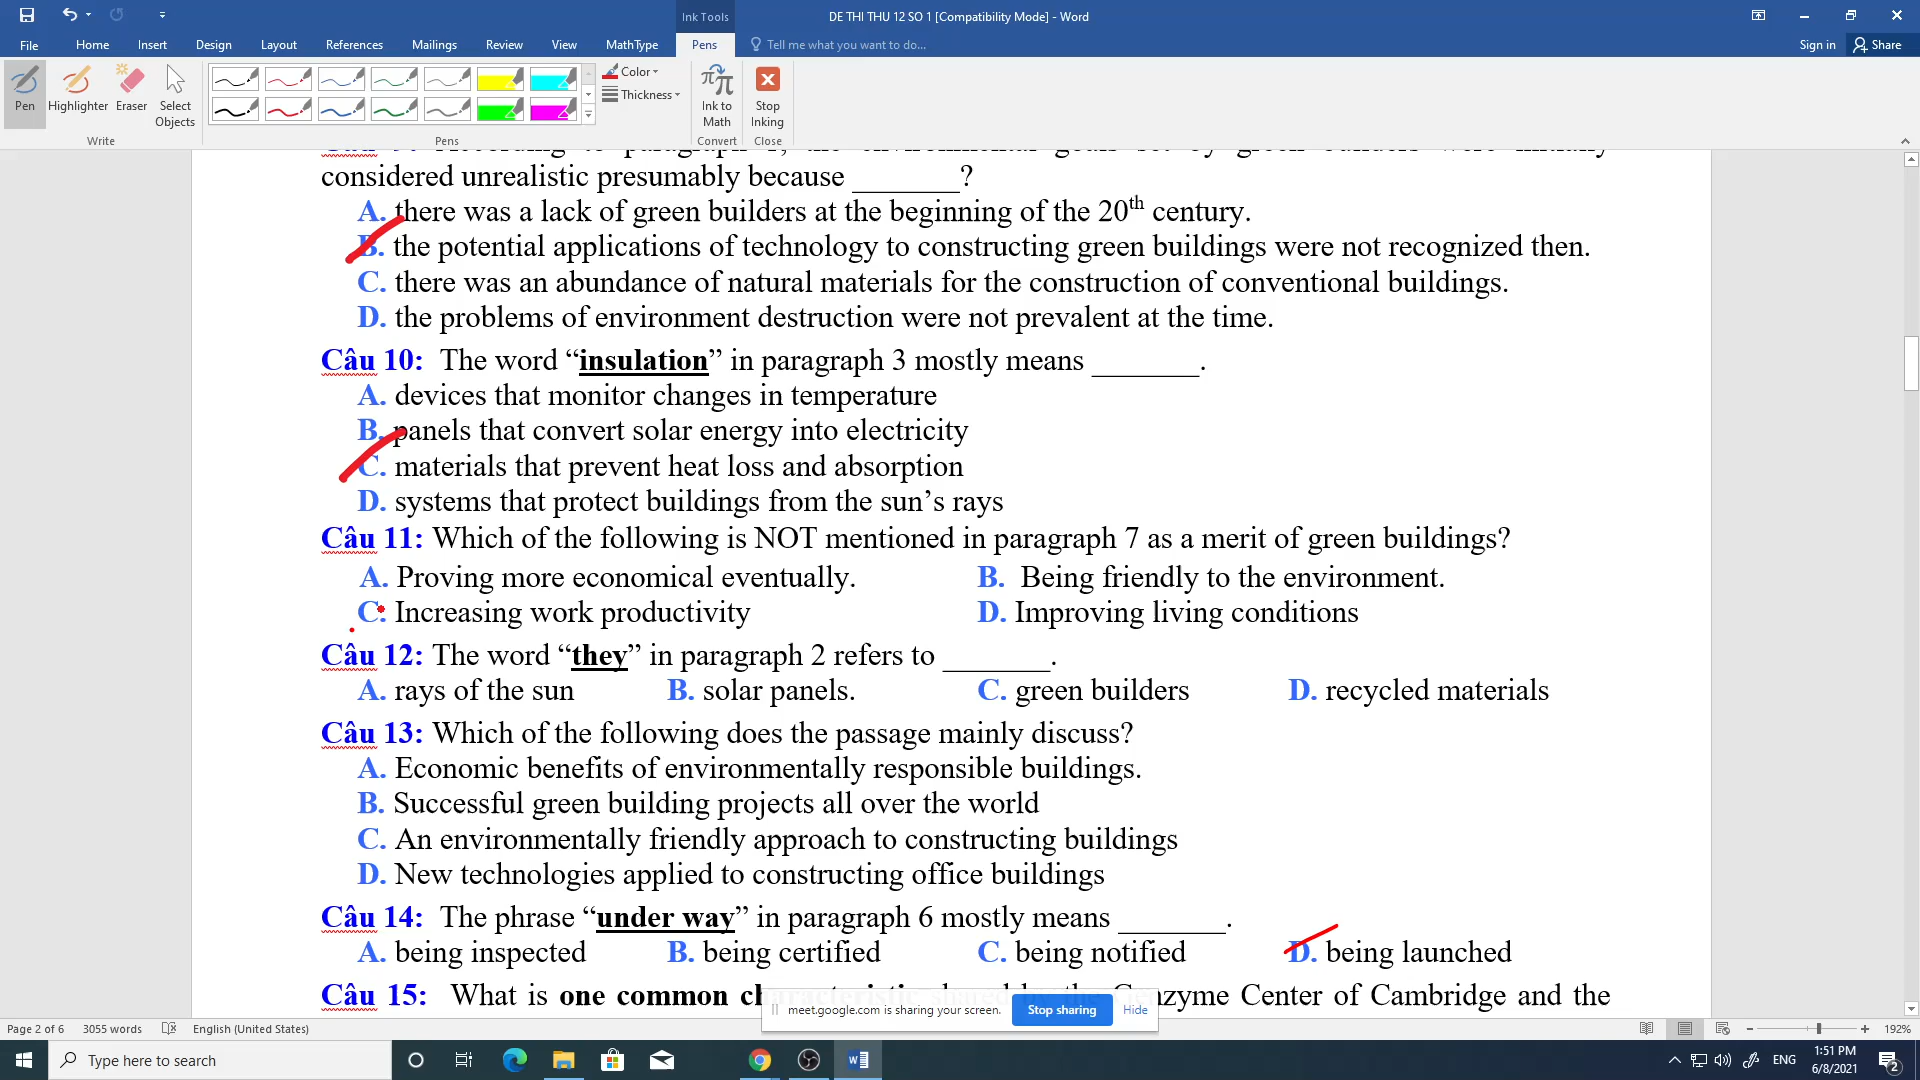 Ink Tools
DE THI THU 12 SO 1 [Compatibility Mode] - Word
File Home Insert Design Layout References Mailings Review View MathType Pens Tell me what you want to do... Sign in Share
Pen Highlighter Eraser Select Objects
Color
Thickness
Ink to Math
Stop Inking
Write Pens Convert Close
considered unrealistic presumably because _______?
A. there was a lack of green builders at the beginning of the 20th century.
B. the potential applications of technology to constructing green buildings were not recognized then.
C. there was an abundance of natural materials for the construction of conventional buildings.
D. the problems of environment destruction were not prevalent at the time.
Câu 10: The word “insulation” in paragraph 3 mostly means _______.
A. devices that monitor changes in temperature
B. panels that convert solar energy into electricity
C. materials that prevent heat loss and absorption
D. systems that protect buildings from the sun’s rays
Câu 11: Which of the following is NOT mentioned in paragraph 7 as a merit of green buildings?
A. Proving more economical eventually. B. Being friendly to the environment.
C. Increasing work productivity D. Improving living conditions
Câu 12: The word “they” in paragraph 2 refers to _______.
A. rays of the sun B. solar panels. C. green builders D. recycled materials
Câu 13: Which of the following does the passage mainly discuss?
A. Economic benefits of environmentally responsible buildings.
B. Successful green building projects all over the world
C. An environmentally friendly approach to constructing buildings
D. New technologies applied to constructing office buildings
Câu 14: The phrase “under way” in paragraph 6 mostly means _______.
A. being inspected B. being certified C. being notified D. being launched
Câu 15: What is one common characteristic shared by the Genzyme Center of Cambridge and the
meet.google.com is sharing your screen. Stop sharing Hide
Page 2 of 6 3055 words English (United States) 192%
Type here to search
ENG
1:51 PM
6/8/2021
2